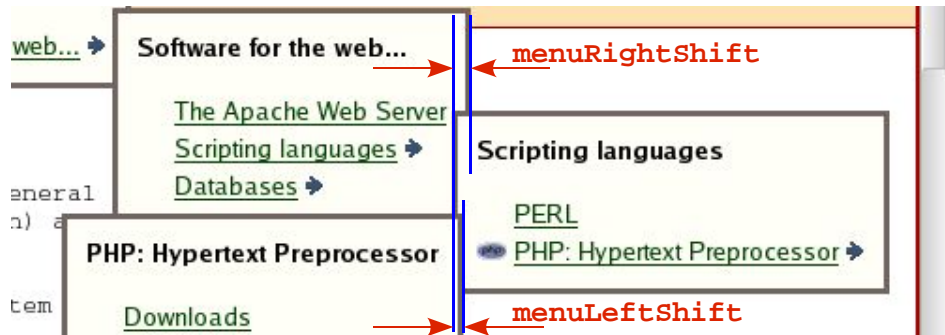 web...
Software for the web...
menuRightShift
The Apache Web Server
Scripting languages
Databases
Scripting languages
PERL
PHP: Hypertext Preprocessor
eneral
n) a
PHP: Hypertext Preprocessor
tem
Downloads
menuLeftShift